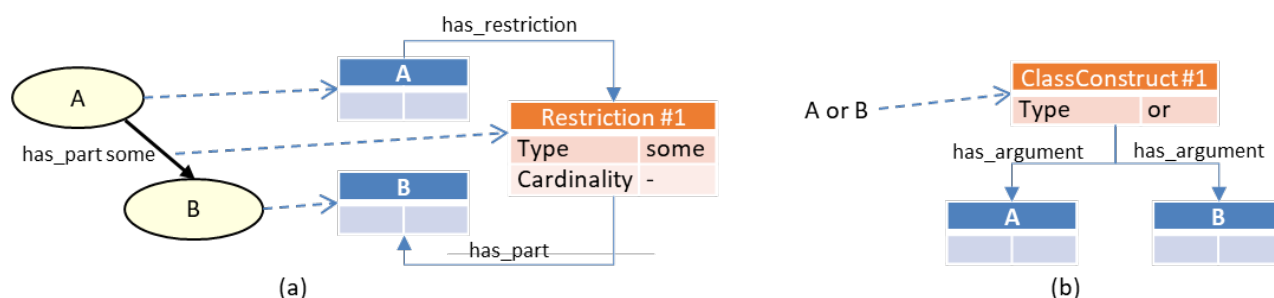 has_restriction
A
A
has_part some
B
Restriction #1
Type some
Cardinality -
B
has_part
(a)
A or B
ClassConstruct #1
Type or
has_argument has_argument
A B
(b)